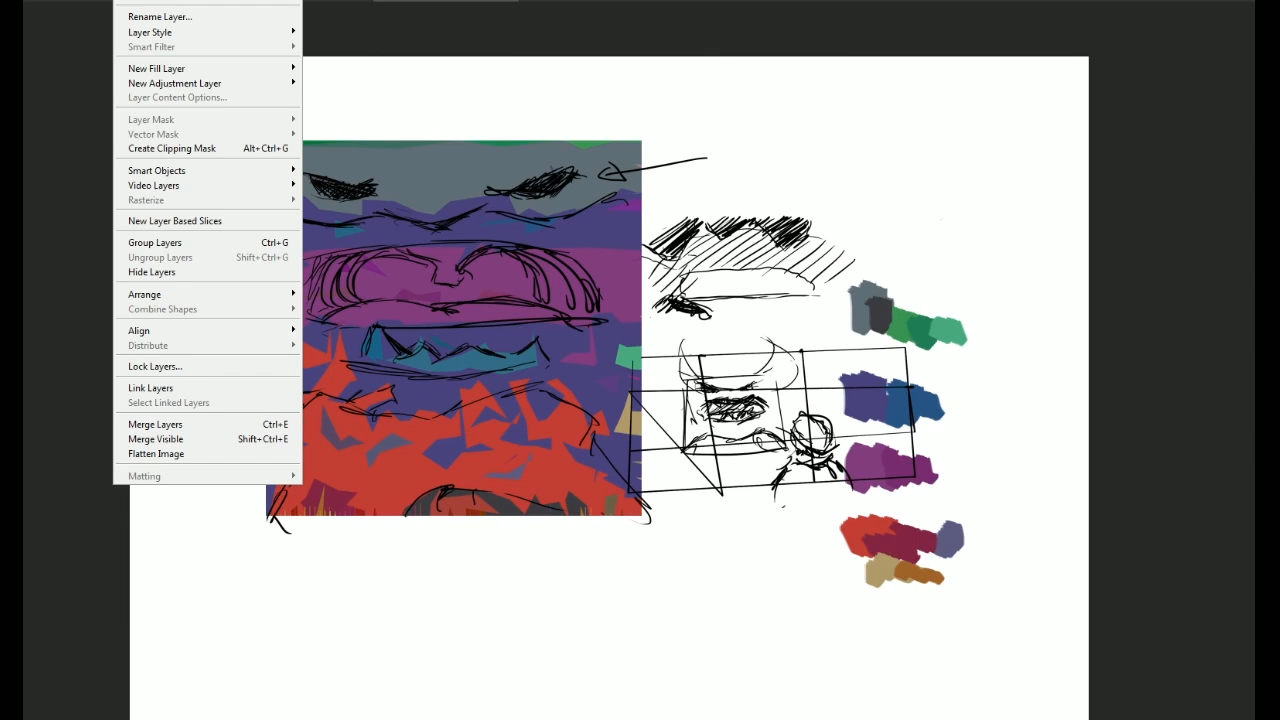 Rename Layer...
Layer Style
Smart Filter
New Fill Layer
New Adjustment Layer
Layer Content Options...
Layer Mask
Vector Mask
Create Clipping Mask Alt+Ctrl+G
Smart Objects
Video Layers
Rasterize
New Layer Based Slices
Group Layers Ctrl+G
Ungroup Layers Shift+Ctrl+G
Hide Layers
Arrange
Combine Shapes
Align
Distribute
Lock Layers...
Link Layers
Select Linked Layers
Merge Layers Ctrl+E
Merge Visible Shift+Ctrl+E
Flatten Image
Matting